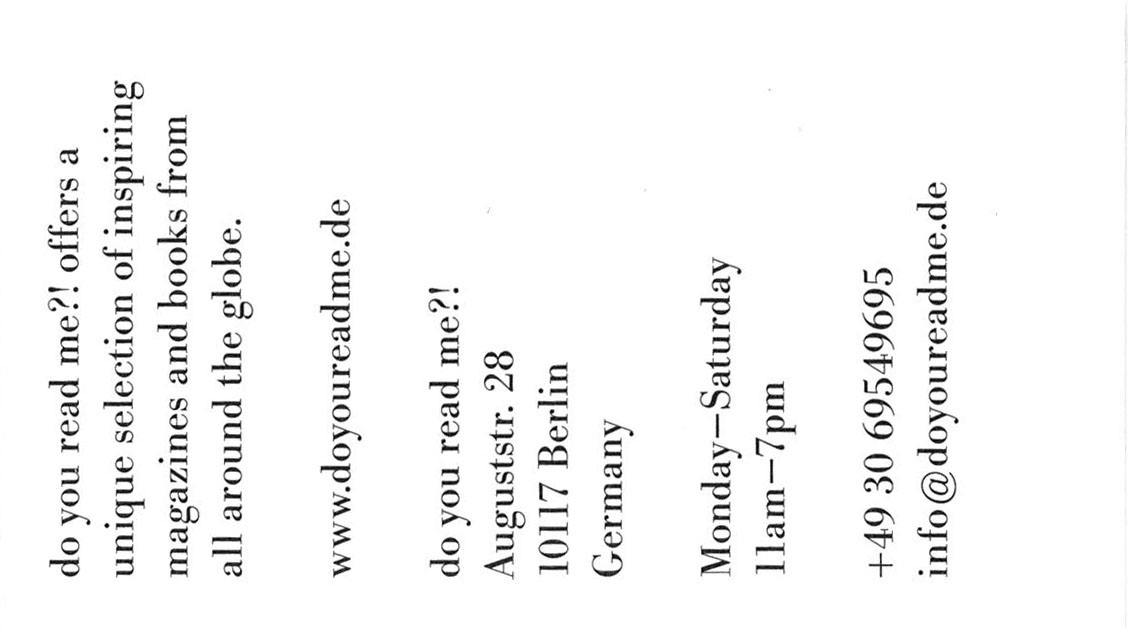 do you read me?! offers a
unique selection of inspiring
magazines and books from
all around the globe.
www.doyoureadme.de
do you read me?!
Auguststr. 28
10117 Berlin
Germany
Monday–Saturday
11am–7pm
+49 30 69549695
info@doyoureadme.de